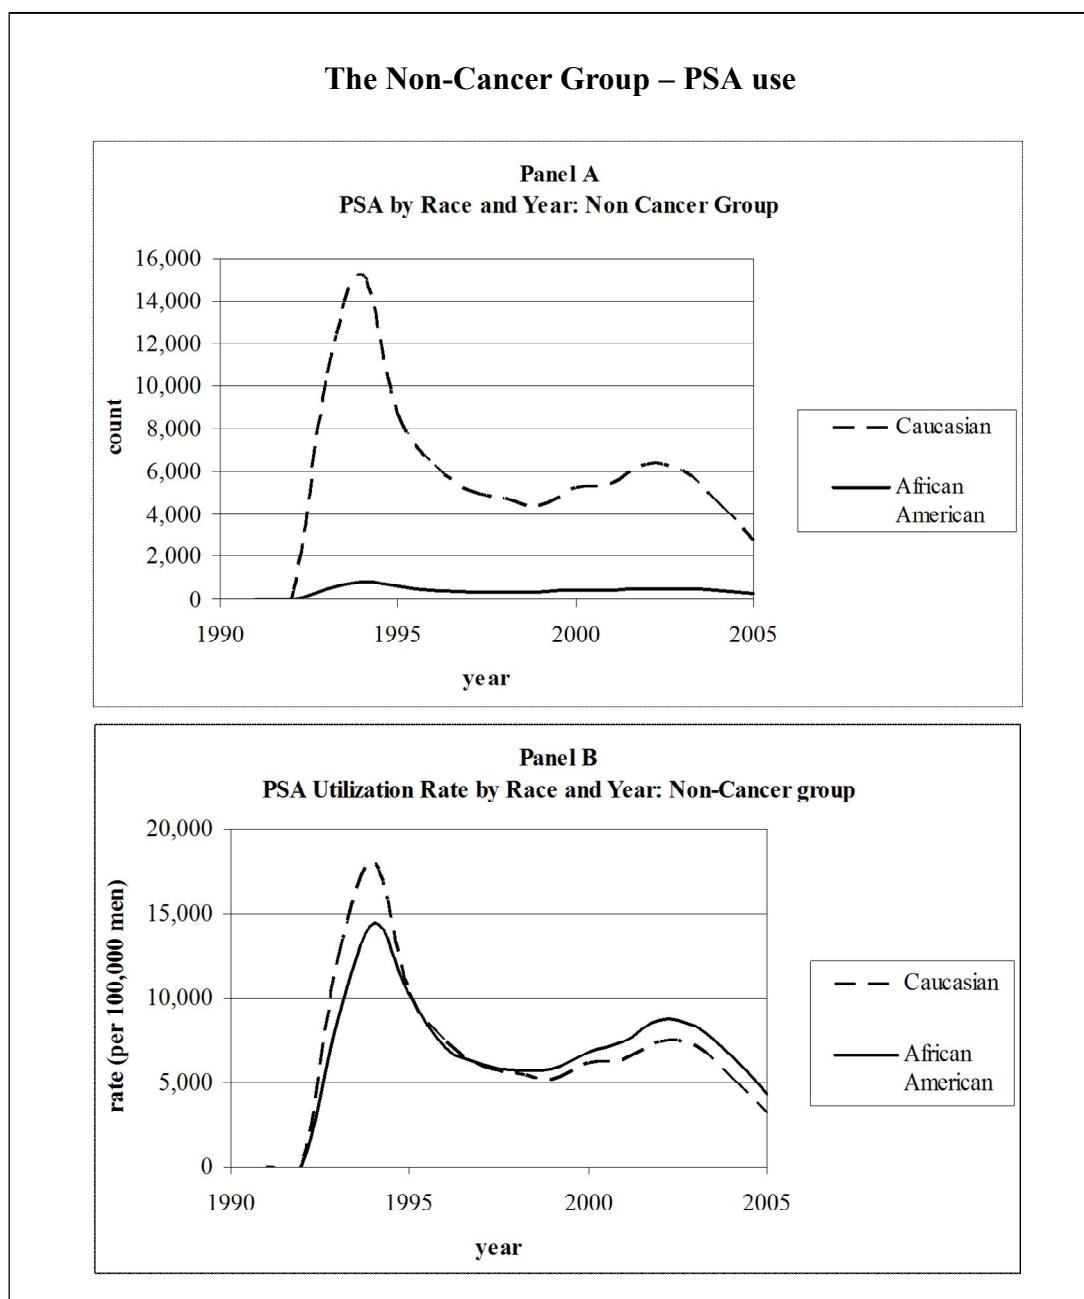 The Non-Cancer Group – PSA use
Panel A
PSA by Race and Year: Non Cancer Group
16,000
14,000
12,000
10,000
8,000
6,000
4,000
2,000
0
count
1990
1995
2000
2005
year
Caucasian
African
American
Panel B
PSA Utilization Rate by Race and Year: Non-Cancer group
20,000
15,000
10,000
5,000
0
rate (per 100,000 men)
1990
1995
2000
2005
year
Caucasian
African
American